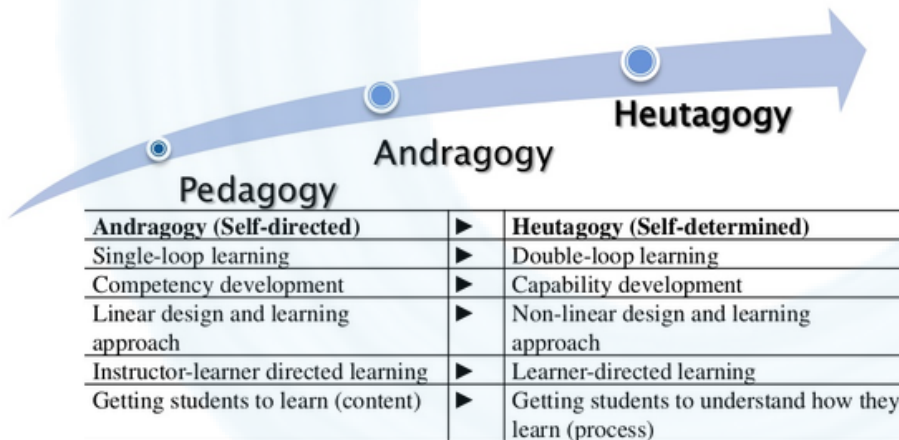 Heutagogy
Andragogy
Pedagogy
Andragogy (Self-directed) ► Heutagogy (Self-determined)
Single-loop learning ► Double-loop learning
Competency development ► Capability development
Linear design and learning ► Non-linear design and learning
approach approach
Instructor-learner directed learning ► Learner-directed learning
Getting students to learn (content) ► Getting students to understand how they
learn (process)